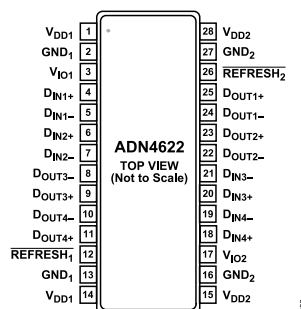 VDD1 1 28 VDD2
GND1 2 27 GND2
VIO1 3 26 REFRESH2
DIN1+ 4 25 DOUT1+
DIN1– 5 24 DOUT1–
DIN2+ 6 23 DOUT2+
DIN2– 7 22 DOUT2–
ADN4622
TOP VIEW
(Not to Scale)
DOUT3– 8 21 DIN3–
DOUT3+ 9 20 DIN3+
DOUT4– 10 19 DIN4–
DOUT4+ 11 18 DIN4+
REFRESH1 12 17 VIO2
GND1 13 16 GND2
VDD1 14 15 VDD2